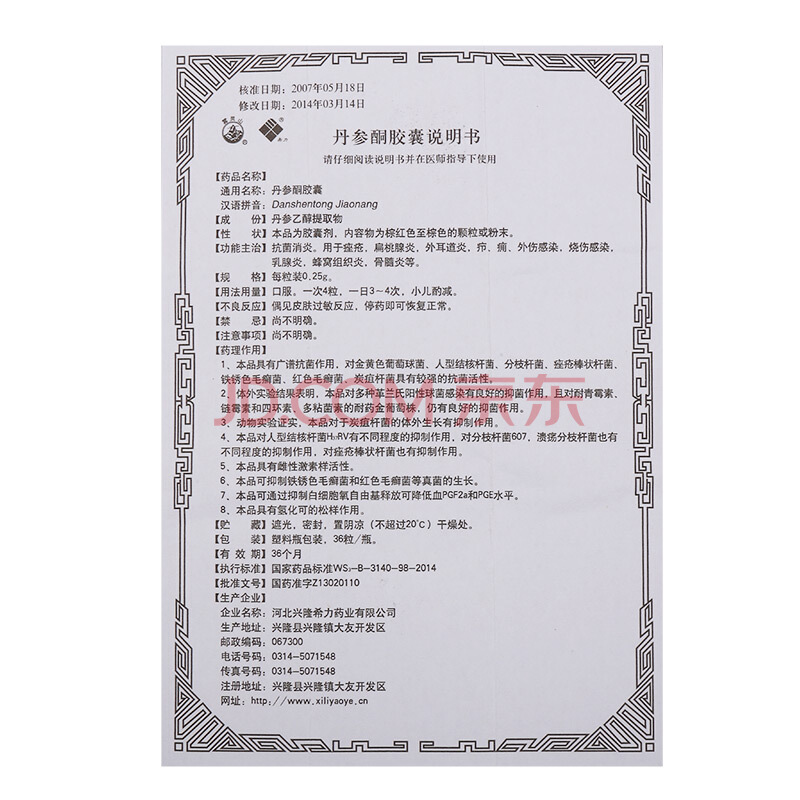 核准日期：2007年05月18日
修改日期：2014年03月14日
丹参酮胶囊说明书
请仔细阅读说明书并在医师指导下使用
【药品名称】
通用名称：丹参酮胶囊
汉语拼音：Danshentong Jiaonang
【成　份】丹参乙醇提取物
【性　状】本品为胶囊剂，内容物为棕红色至棕色的颗粒或粉末。
【功能主治】抗菌消炎。用于痤疮，扁桃腺炎，外耳道炎，疖、痈，外伤感染，烧伤感染，
乳腺炎，蜂窝组织炎，骨髓炎等。
【规　格】每粒装0.25g。
【用法用量】口服。一次4粒，一日3～4次，小儿酌减。
【不良反应】偶见皮肤过敏反应，停药即可恢复正常。
【禁　忌】尚不明确。
【注意事项】尚不明确。
【药理作用】
1、本品具有广谱抗菌作用，对金黄色葡萄球菌、人型结核杆菌、分枝杆菌、痤疮棒状杆菌、
铁锈色毛癣菌、红色毛癣菌、炭疽杆菌具有较强的抗菌活性。
2、体外实验结果表明，本品对多种革兰氏阳性球菌感染有良好的抑菌作用，且对耐青霉素、
链霉素和四环素、多粘菌素的耐药金葡萄株，仍有良好的抑菌作用。
3、动物实验证实，本品对于炭疽杆菌的体外生长有抑制作用。
4、本品对人型结核杆菌H₃₇RV有不同程度的抑制作用，对分枝杆菌607，溃疡分枝杆菌也有
不同程度的抑制作用，对痤疮棒状杆菌也有抑制作用。
5、本品具有雌性激素样活性。
6、本品可抑制铁锈色毛癣菌和红色毛癣菌等真菌的生长。
7、本品可通过抑制白细胞氧自由基释放可降低血PGF2a和PGE水平。
8、本品具有氢化可的松样作用。
【贮　藏】遮光，密封，置阴凉（不超过20℃）干燥处。
【包　装】塑料瓶包装，36粒/瓶。
【有 效 期】36个月
【执行标准】国家药品标准WS₃-B-3140-98-2014
【批准文号】国药准字Z13020110
【生产企业】
企业名称：河北兴隆希力药业有限公司
生产地址：兴隆县兴隆镇大友开发区
邮政编码：067300
电话号码：0314-5071548
传真号码：0314-5071548
注册地址：兴隆县兴隆镇大友开发区
网址：http://www.xiliyaoye.cn
JD.COM 京东